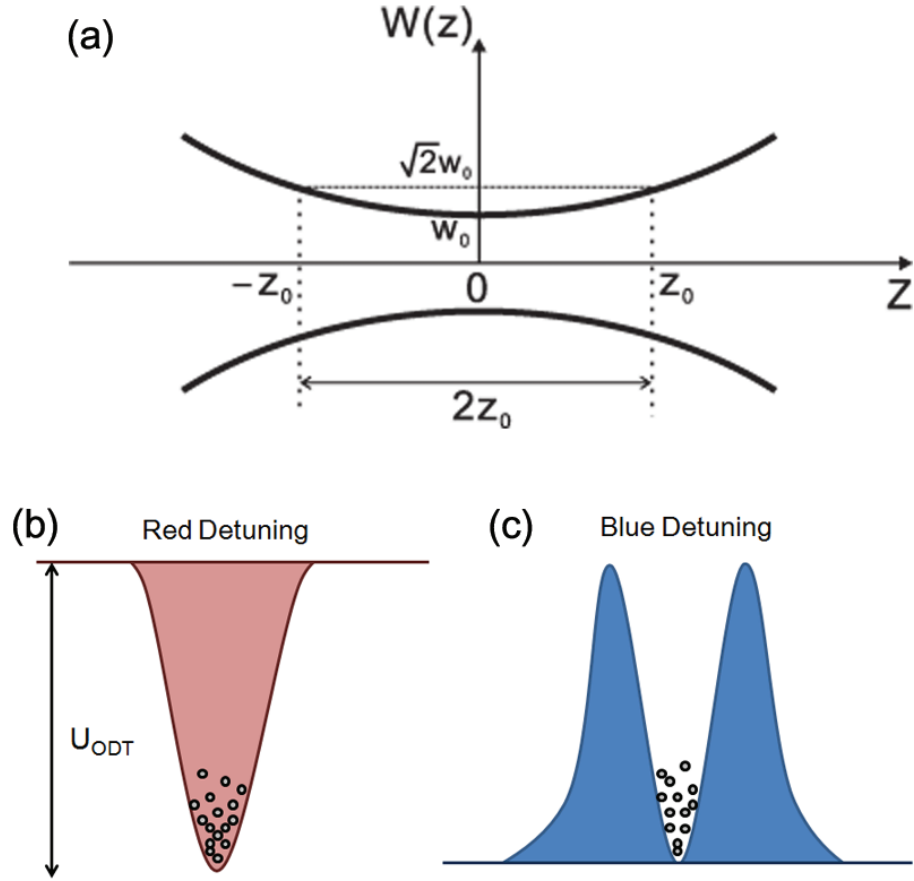 (a)
W(z)
√2w₀
w₀
−z₀
0
z₀
Z
2z₀
(b)
Red Detuning
U_ODT
(c)
Blue Detuning